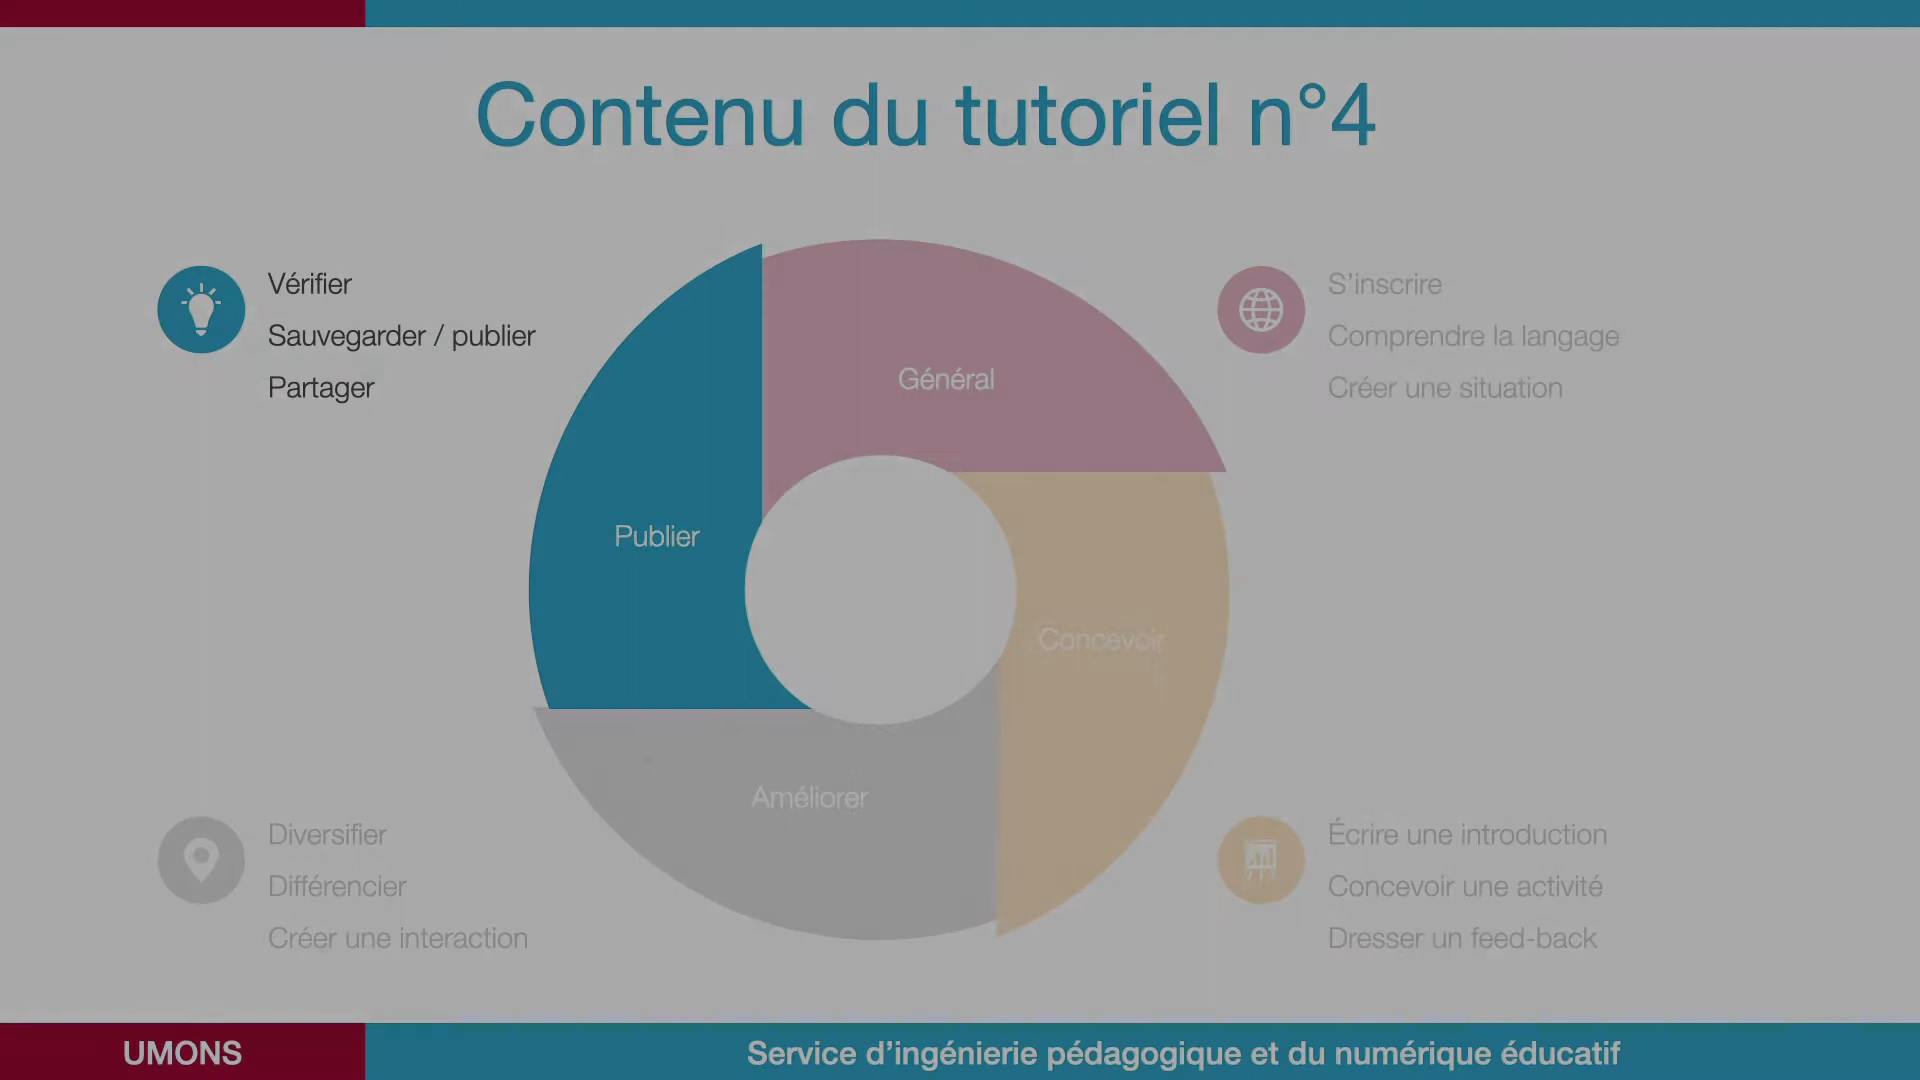 Contenu du tutoriel n°4
Vérifier
Sauvegarder / publier
Partager
S'inscrire
Comprendre la langage
Créer une situation
Général
Publier
Concevoir
Améliorer
Diversifier
Différencier
Créer une interaction
Écrire une introduction
Concevoir une activité
Dresser un feed-back
UMONS
Service d’ingénierie pédagogique et du numérique éducatif